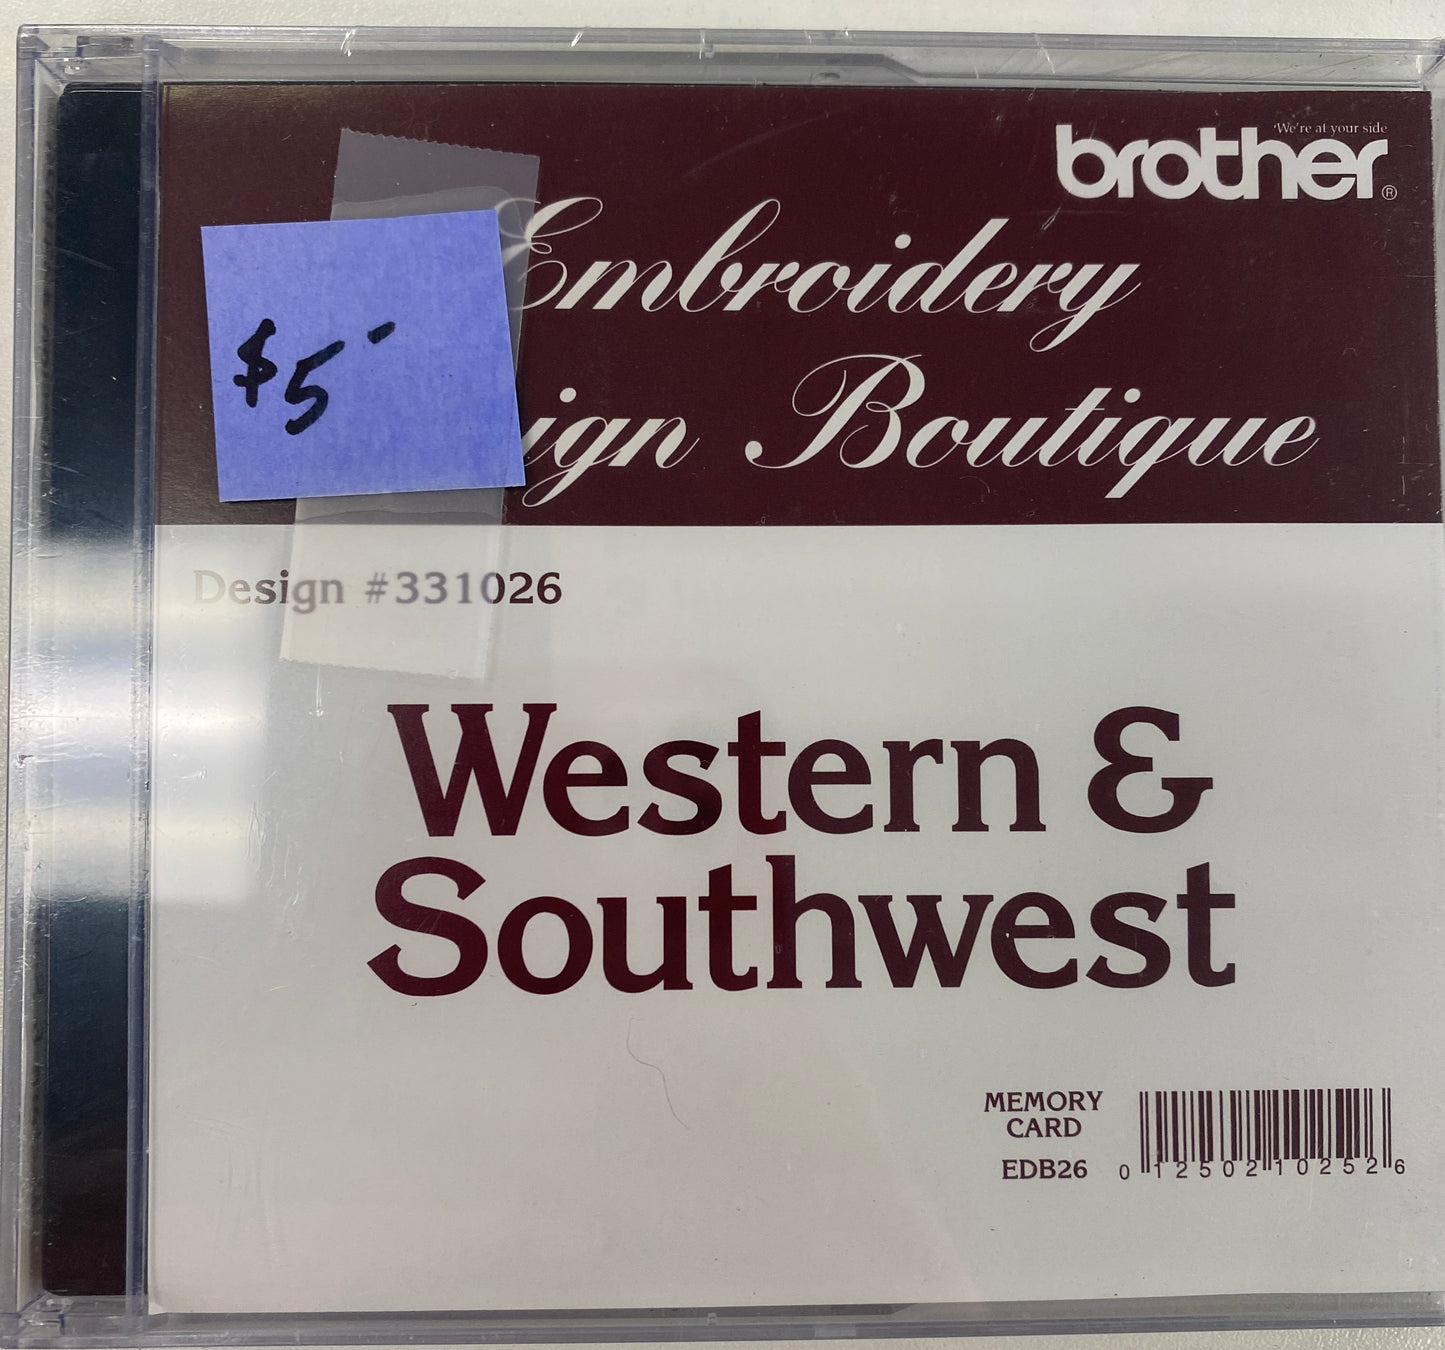 'We're at your side
brother®
Embroidery
$5-
ign Boutique
Design #331026
Western &
Southwest
MEMORY
CARD
EDB26
0 12502 10252 6